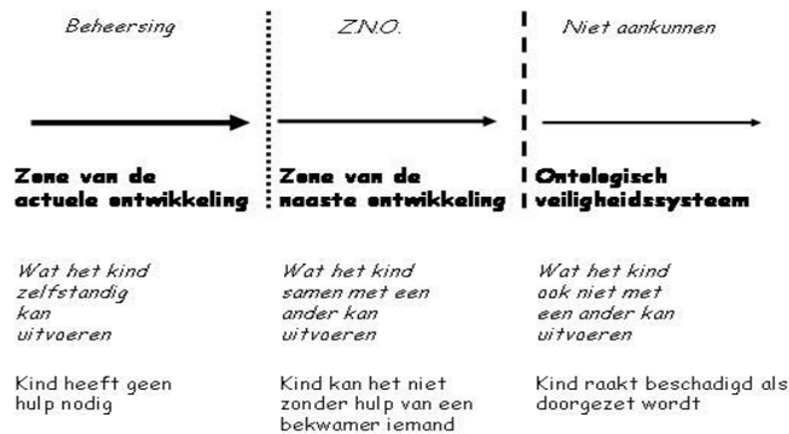 Beheersing
Z.N.O.
Niet aankunnen
Zone van de
actuele ontwikkeling
Zone van de
naaste ontwikkeling
Ontologisch
veiligheidssysteem
Wat het kind
zelfstandig
kan
uitvoeren
Wat het kind
samen met een
ander kan
uitvoeren
Wat het kind
ook niet met
een ander kan
uitvoeren
Kind heeft geen
hulp nodig
Kind kan het niet
zonder hulp van een
bekwamer iemand
Kind raakt beschadigd als
doorgezet wordt